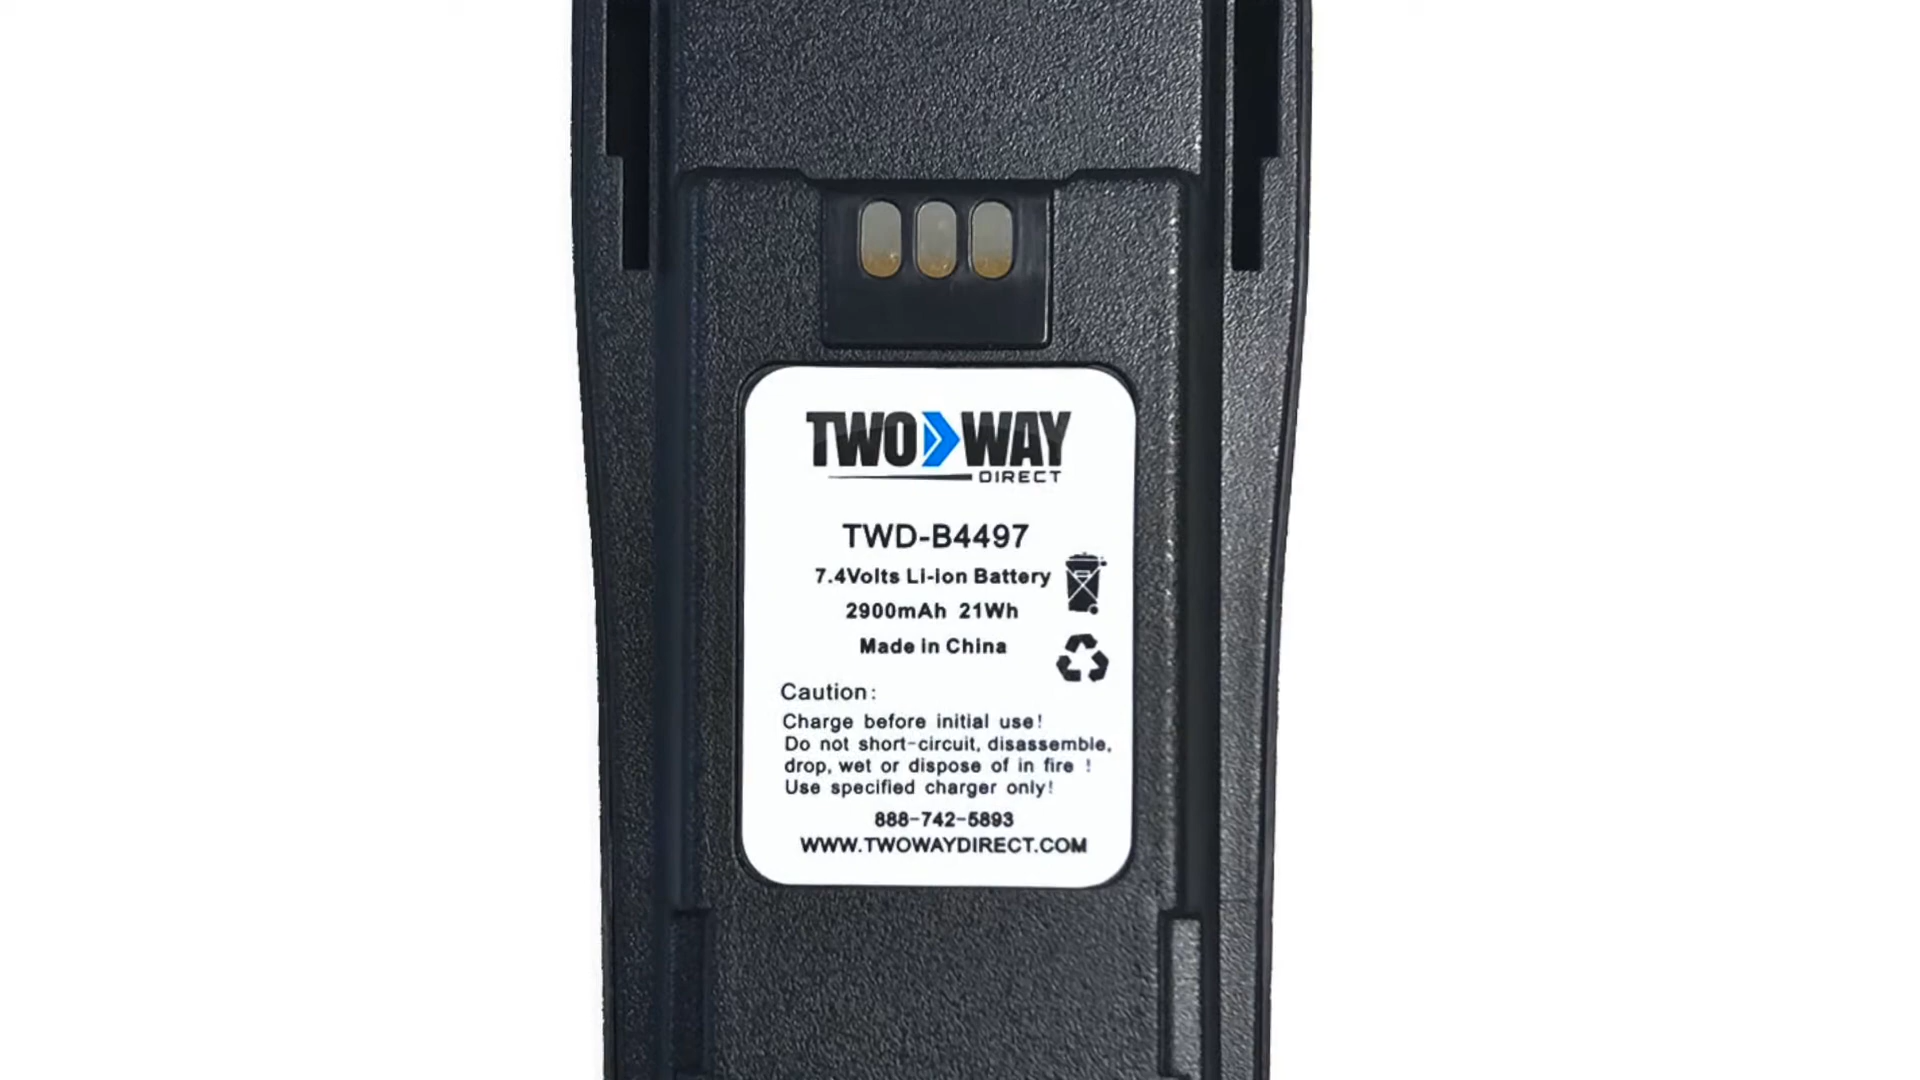 TWO WAY
DIRECT
TWD-B4497
7.4Volts Li-ion Battery
2900mAh 21Wh
Made in China
Caution:
Charge before initial use!
Do not short-circuit, disassemble,
drop, wet or dispose of in fire !
Use specified charger only!
888-742-5893
WWW.TWOWAYDIRECT.COM